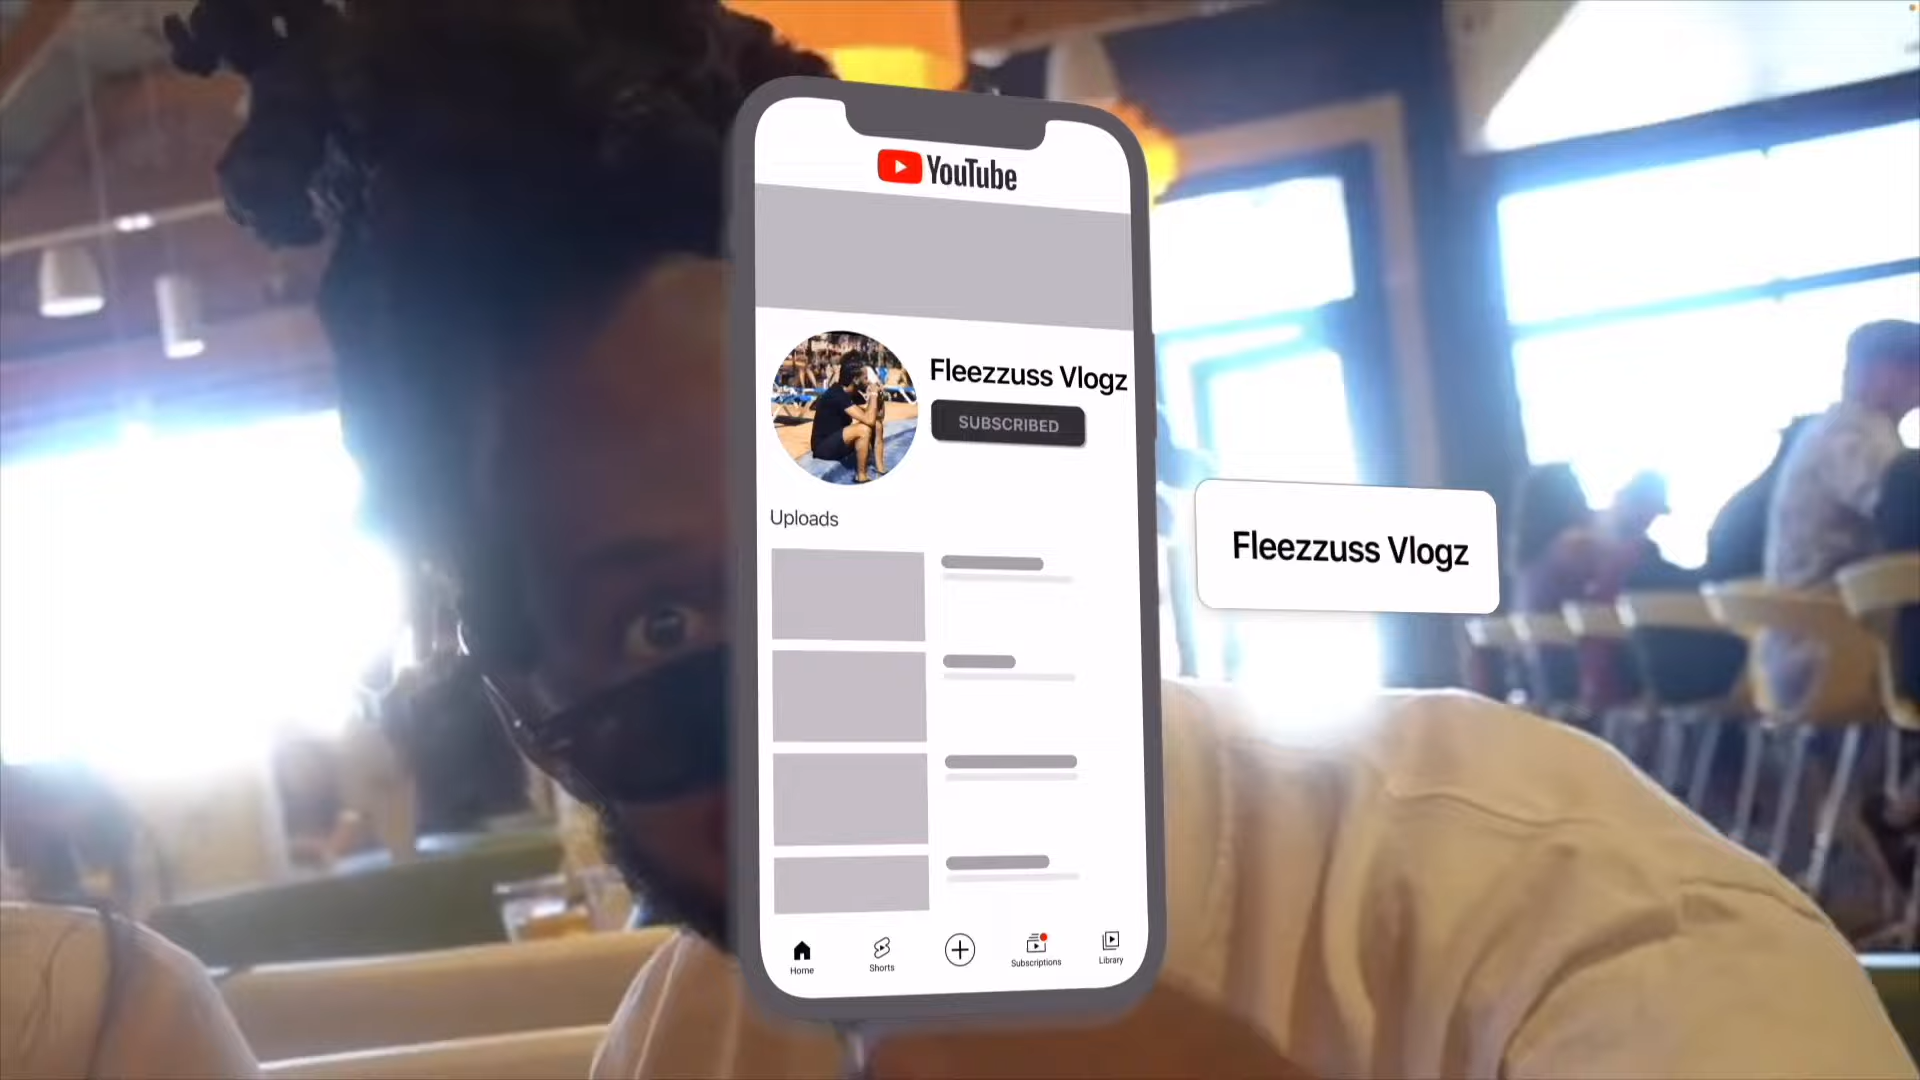 YouTube
Fleezzuss Vlogz
SUBSCRIBED
Uploads
Home
Shorts
Subscriptions
Library
Fleezzuss Vlogz